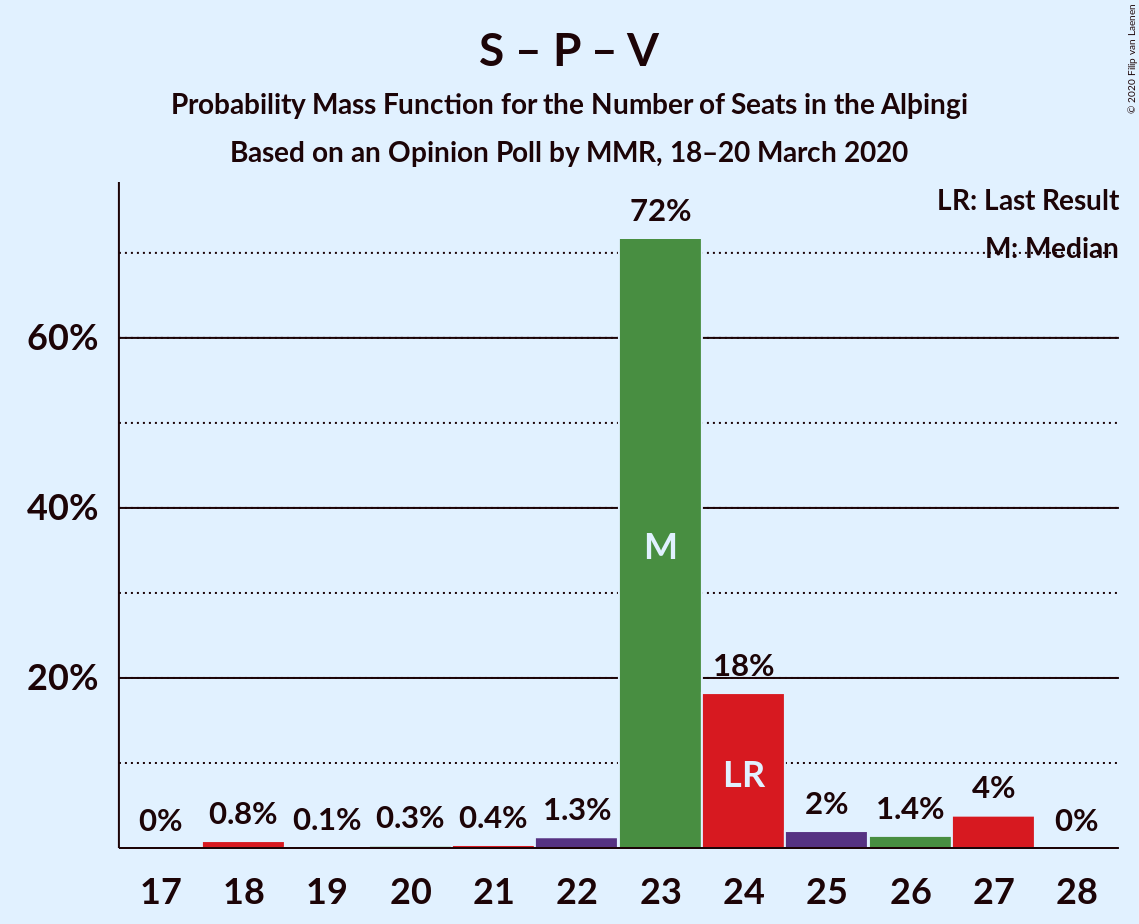 S – P – V
Probability Mass Function for the Number of Seats in the Alþingi
Based on an Opinion Poll by MMR, 18–20 March 2020
© 2020 Filip van Laenen
LR: Last Result
M: Median
60%
40%
20%
0%
0.8%
0.1%
0.3%
0.4%
1.3%
72%
18%
2%
1.4%
4%
0%
M
LR
17 18 19 20 21 22 23 24 25 26 27 28